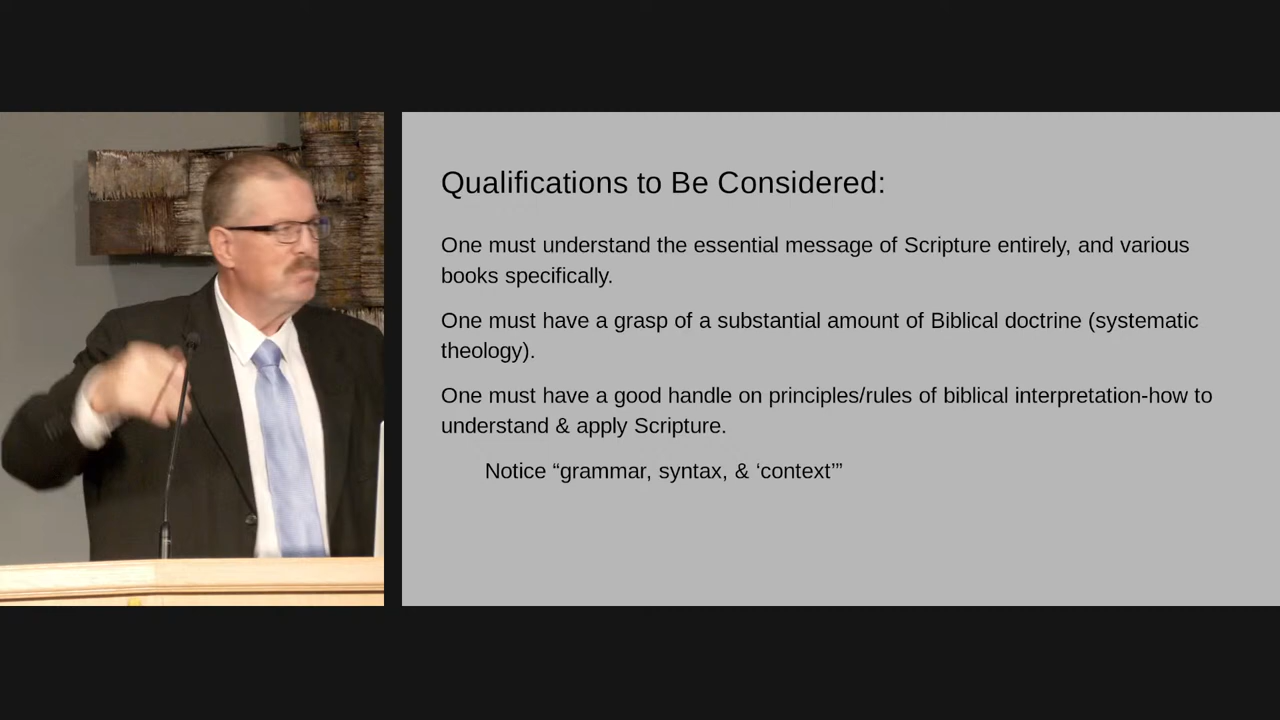 Qualifications to Be Considered:
One must understand the essential message of Scripture entirely, and various
books specifically.
One must have a grasp of a substantial amount of Biblical doctrine (systematic
theology).
One must have a good handle on principles/rules of biblical interpretation-how to
understand & apply Scripture.
Notice “grammar, syntax, & ‘context’”